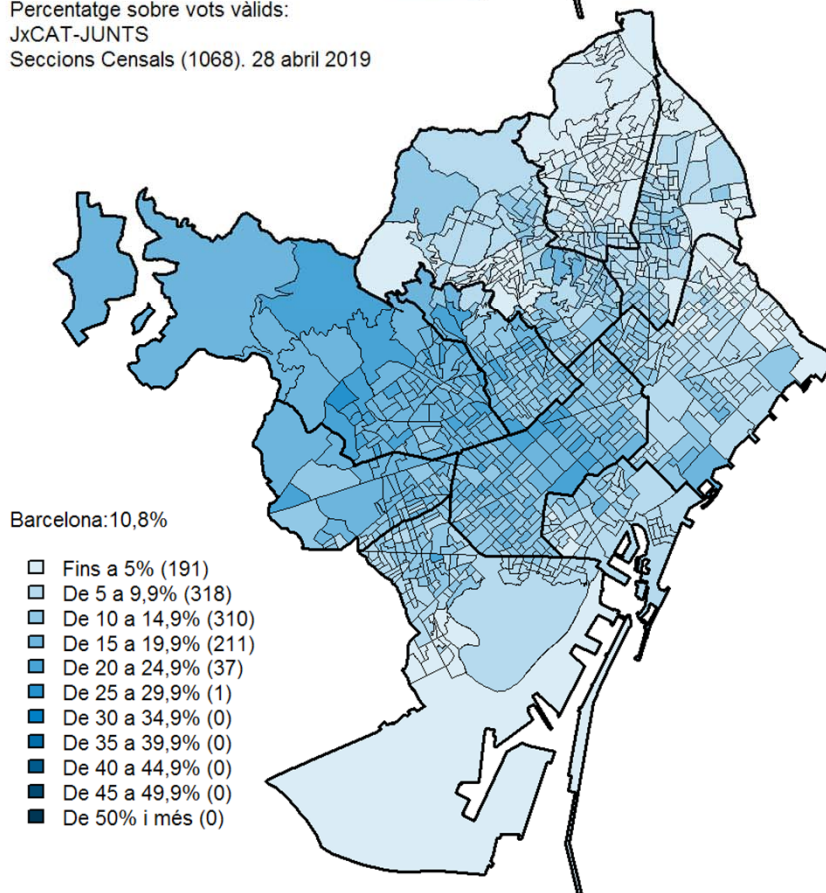 Percentatge sobre vots vàlids:
JxCAT-JUNTS
Seccions Censals (1068). 28 abril 2019
Barcelona:10,8%
Fins a 5% (191)
De 5 a 9,9% (318)
De 10 a 14,9% (310)
De 15 a 19,9% (211)
De 20 a 24,9% (37)
De 25 a 29,9% (1)
De 30 a 34,9% (0)
De 35 a 39,9% (0)
De 40 a 44,9% (0)
De 45 a 49,9% (0)
De 50% i més (0)